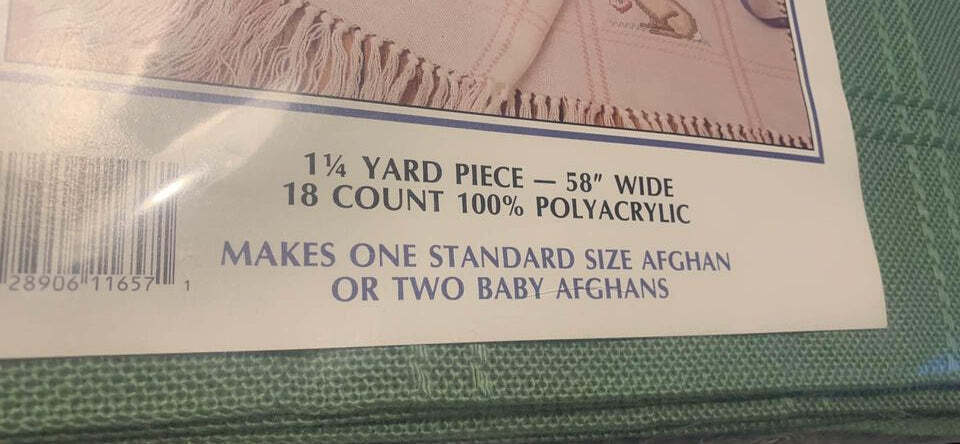 1¼ YARD PIECE — 58" WIDE
18 COUNT 100% POLYACRYLIC
MAKES ONE STANDARD SIZE AFGHAN
OR TWO BABY AFGHANS
28906 11657 1